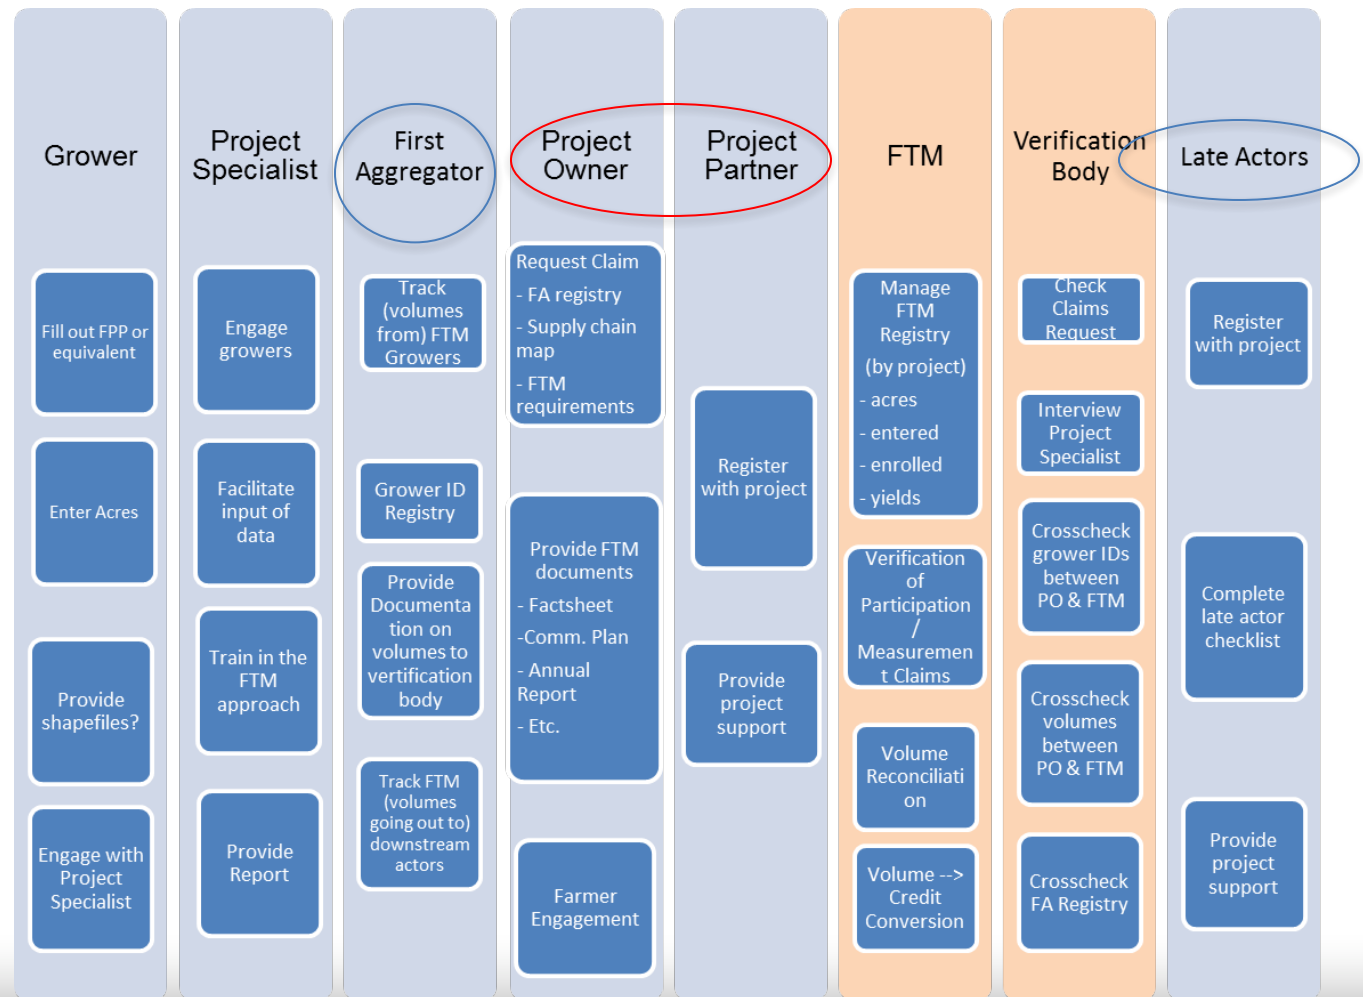 Grower
Fill out FPP or
equivalent
Enter Acres
Provide
shapefiles?
Engage with
Project
Specialist
Project
Specialist
Engage
growers
Facilitate
input of
data
Train in the
FTM
approach
Provide
Report
First
Aggregator
Track
(volumes
from) FTM
Growers
Grower ID
Registry
Provide
Documenta
tion on
volumes to
vertification
body
Track FTM
(volumes
going out to)
downstream
actors
Project
Owner
Request Claim
- FA registry
- Supply chain
map
- FTM
requirements
Provide FTM
documents
- Factsheet
-Comm. Plan
- Annual
Report
- Etc.
Farmer
Engagement
Project
Partner
Register
with project
Provide
project
support
FTM
Manage
FTM
Registry
(by project)
- acres
- entered
- enrolled
- yields
Verification
of
Participation
/
Measuremen
t Claims
Volume
Reconciliati
on
Volume -->
Credit
Conversion
Verification
Body
Check
Claims
Request
Interview
Project
Specialist
Crosscheck
grower IDs
between
PO & FTM
Crosscheck
volumes
between
PO & FTM
Crosscheck
FA Registry
Late Actors
Register
with project
Complete
late actor
checklist
Provide
project
support